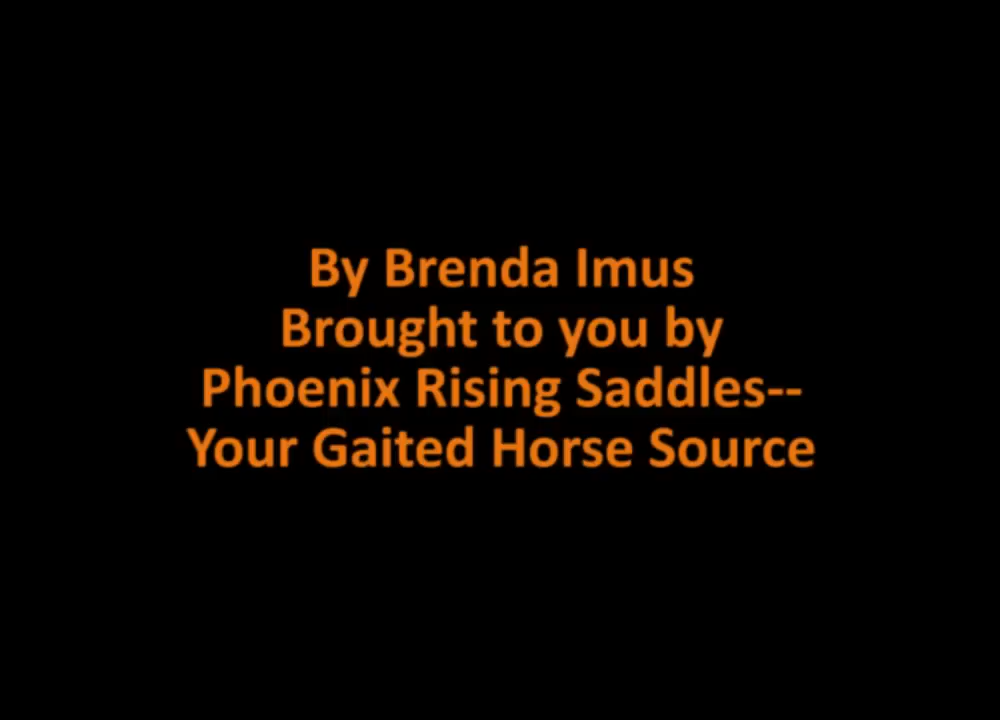 By Brenda Imus
Brought to you by
Phoenix Rising Saddles--
Your Gaited Horse Source